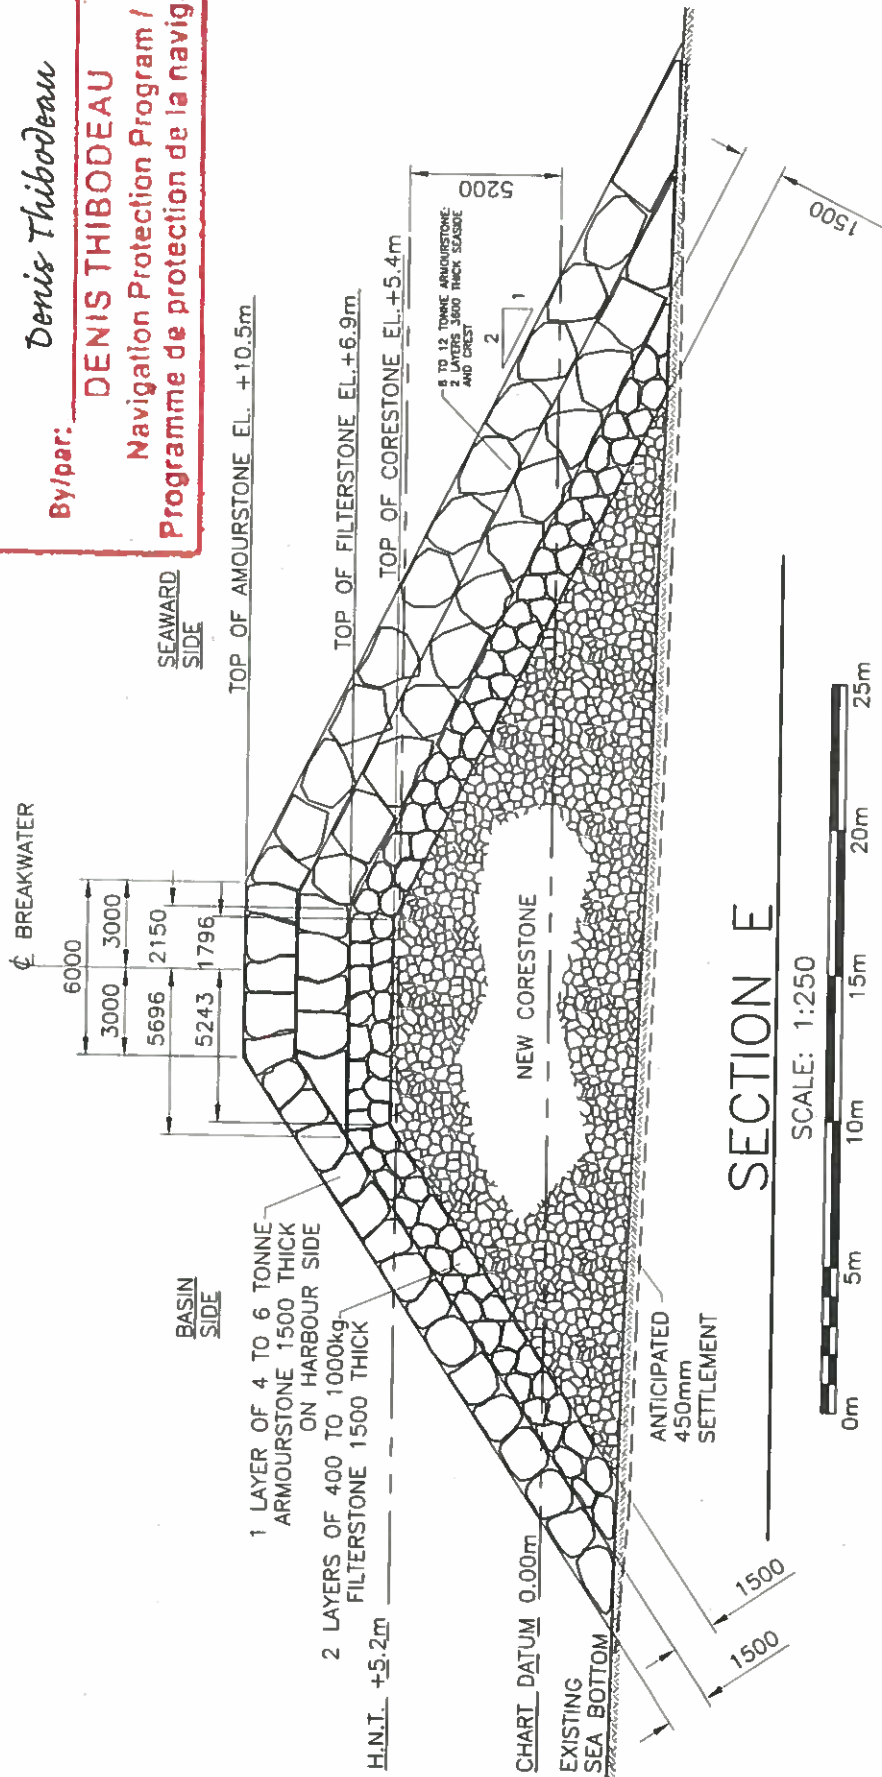 By/par: Denis Thibodeau
DENIS THIBODEAU
Navigation Protection Program /
Programme de protection de la navig
℄ BREAKWATER
SEAWARD
SIDE
6000
3000
3000
5696
2150
5243
1796
TOP OF AMOURSTONE EL. +10.5m
TOP OF FILTERSTONE EL.+6.9m
TOP OF CORESTONE EL.+5.4m
BASIN
SIDE
1 LAYER OF 4 TO 6 TONNE
ARMOURSTONE 1500 THICK
ON HARBOUR SIDE
2 LAYERS OF 400 TO 1000kg
FILTERSTONE 1500 THICK
H.N.T. +5.2m
8 TO 12 TONNE ARMOURSTONE:
2 LAYERS 3600 THICK SEASIDE
AND CREST
2
1
5200
NEW CORESTONE
CHART DATUM 0.00m
EXISTING
SEA BOTTOM
ANTICIPATED
450mm
SETTLEMENT
1500
1500
1500
SECTION E
SCALE: 1:250
0m
5m
10m
15m
20m
25m